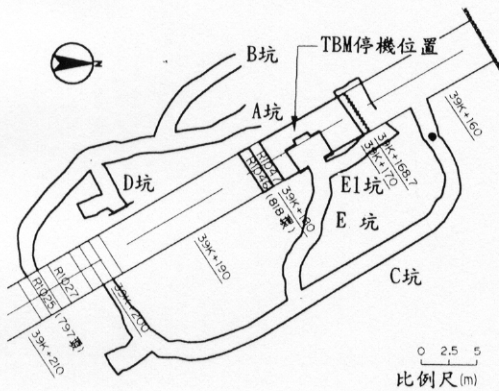 N
B坑
TBM停機位置
A坑
39K+160
D坑
R1047
R1046
(818環)
39K+180
39K+168.7
39K+170
E1坑
E 坑
39K+190
C坑
R1027
R1025
(797環)
39K+200
39K+210
0 2.5 5
比例尺(m)